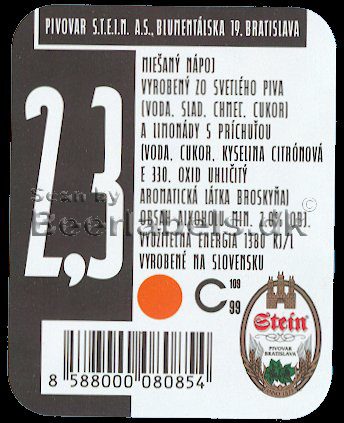 PIVOVAR S.T.E.I.N. A.S., BLUMENTÁLSKA 19. BRATISLAVA
2,3
MIEŠANÝ NÁPOJ
VYROBENÝ ZO SVETLÉHO PIVA
(VODA, SLAD, CHMEĽ, CUKOR)
A LIMONÁDY S PRÍCHUŤOU
(VODA, CUKOR, KYSELINA CITRÓNOVÁ
E 330, OXID UHLIČITÝ
AROMATICKÁ LÁTKA BROSKYŇA)
OBSAH ALKOHOLU MIN. 2,0% OBJ.
VYUŽITEĽNÁ ENERGIA 1380 KJ/L
VYROBENÉ NA SLOVENSKU
Scan by
Beerlabels.dk ©
C 109
99
Stein
PIVOVAR
BRATISLAVA
8 588000 080854